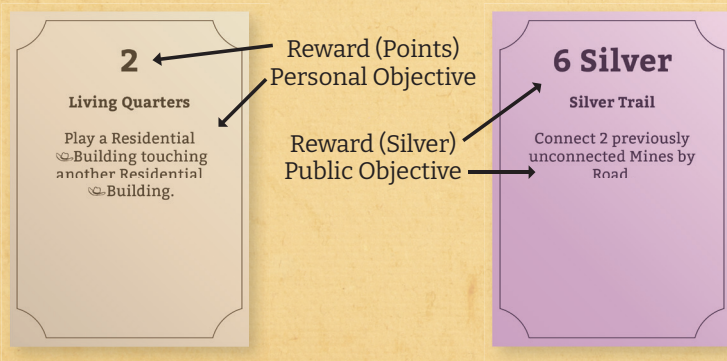 2
Living Quarters
Play a Residential
Building touching
another Residential
Building.
Reward (Points)
Personal Objective
Reward (Silver)
Public Objective
6 Silver
Silver Trail
Connect 2 previously
unconnected Mines by
Road